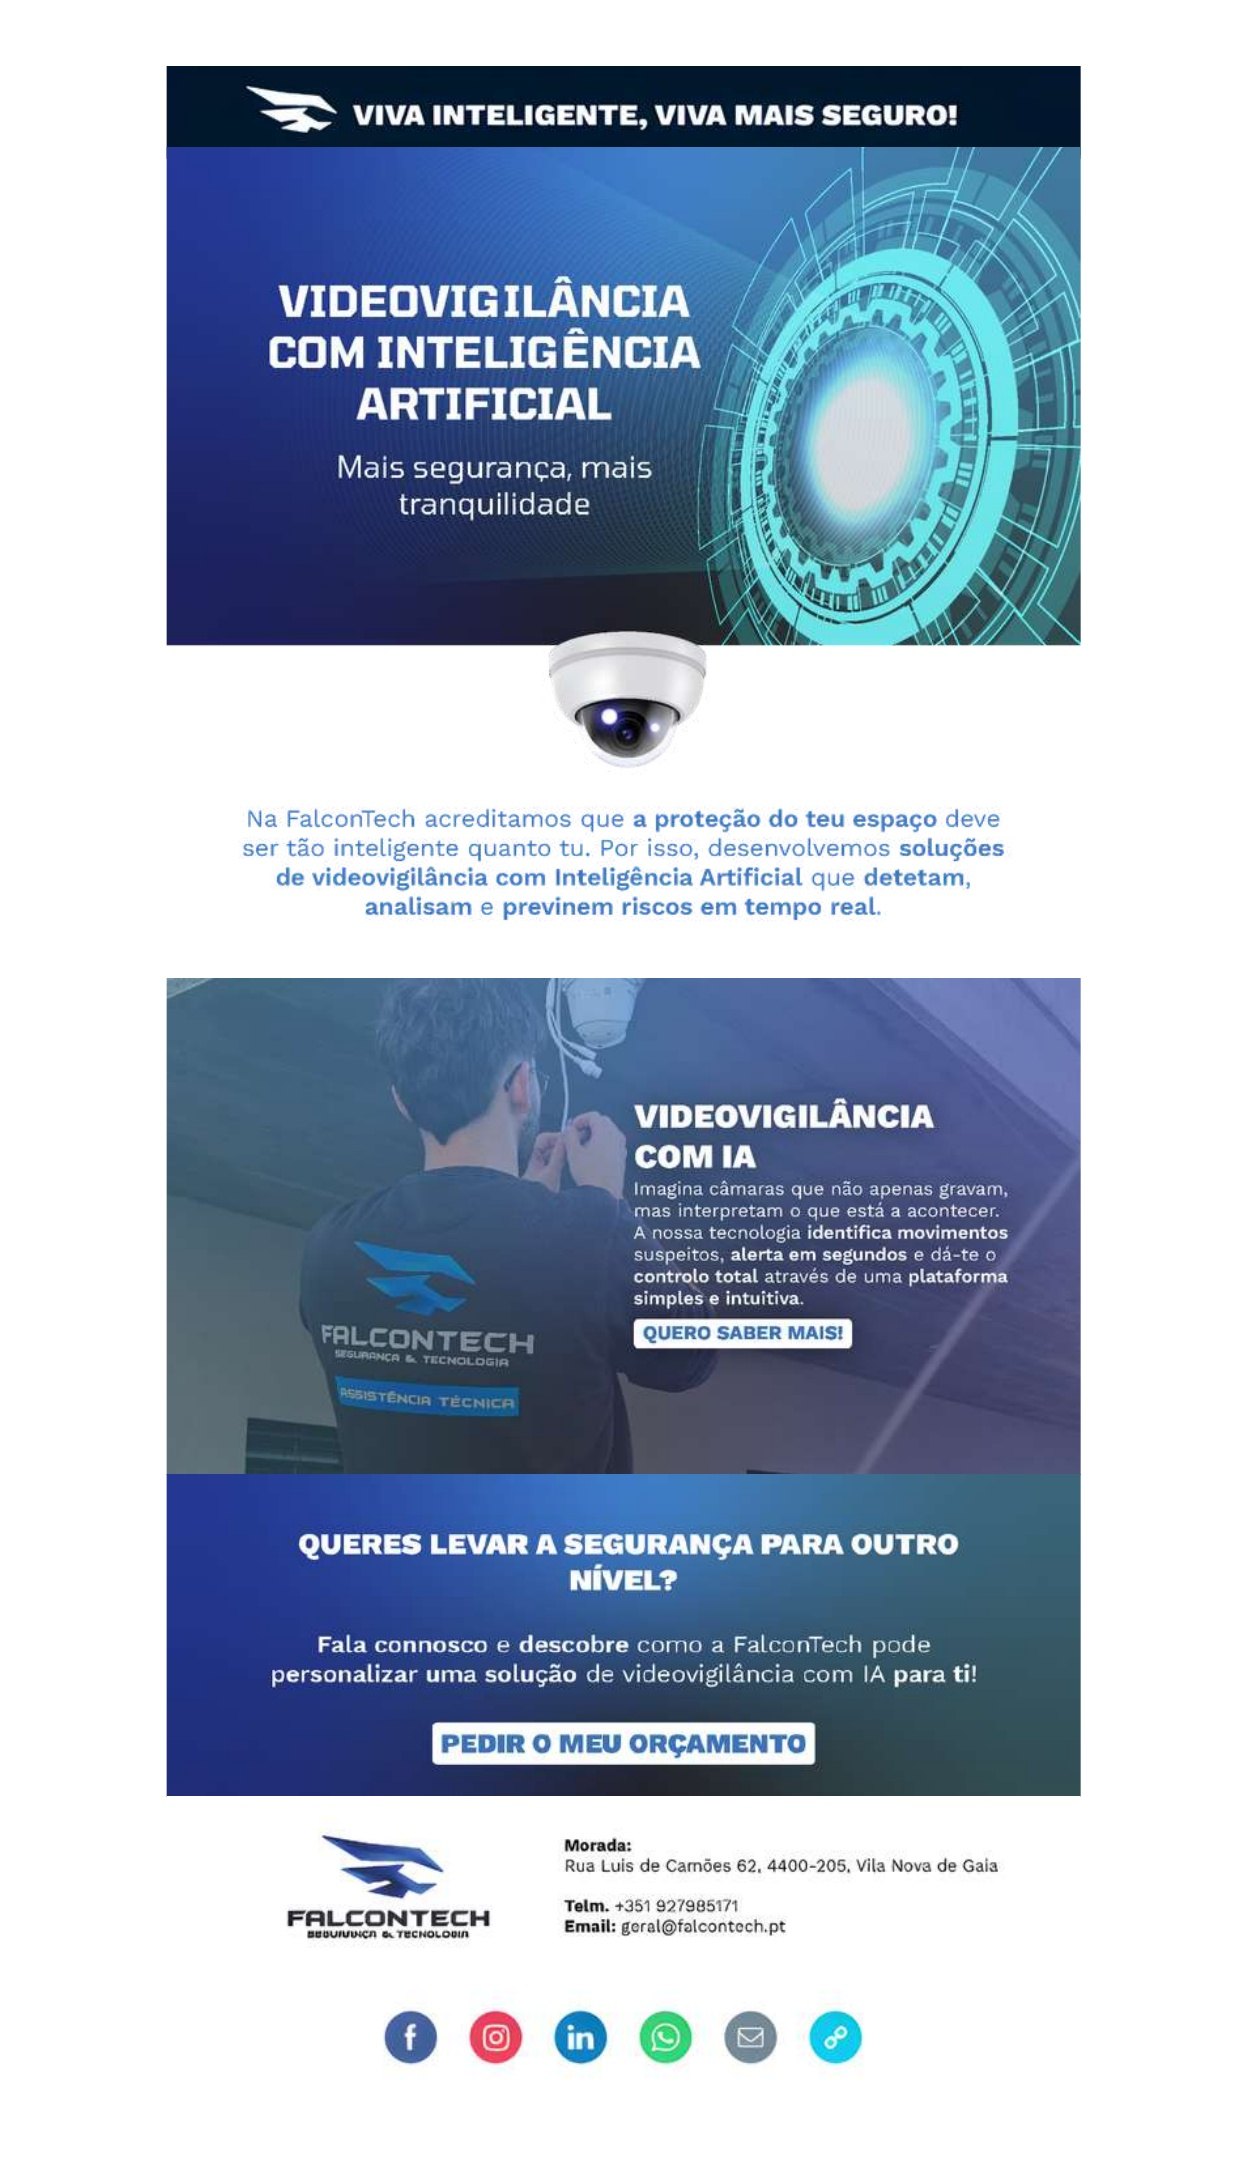 VIVA INTELIGENTE, VIVA MAIS SEGURO!
VIDEOVIGILÂNCIA
COM INTELIGÊNCIA
ARTIFICIAL
Mais segurança, mais
tranquilidade
Na FalconTech acreditamos que a proteção do teu espaço deve
ser tão inteligente quanto tu. Por isso, desenvolvemos soluções
de videovigilância com Inteligência Artificial que detetam,
analisam e previnem riscos em tempo real.
VIDEOVIGILÂNCIA
COM IA
Imagina câmaras que não apenas gravam,
mas interpretam o que está a acontecer.
A nossa tecnologia identifica movimentos
suspeitos, alerta em segundos e dá-te o
controlo total através de uma plataforma
simples e intuitiva.
QUERO SABER MAIS!
FALCONTECH
SEGURANÇA & TECNOLOGIA
ASSISTÊNCIA TÉCNICA
QUERES LEVAR A SEGURANÇA PARA OUTRO
NÍVEL?
Fala connosco e descobre como a FalconTech pode
personalizar uma solução de videovigilância com IA para ti!
PEDIR O MEU ORÇAMENTO
FALCONTECH
SEGURANÇA & TECNOLOGIA
Morada:
Rua Luis de Camões 62, 4400-205, Vila Nova de Gaia
Telm. +351 927985171
Email: geral@falcontech.pt